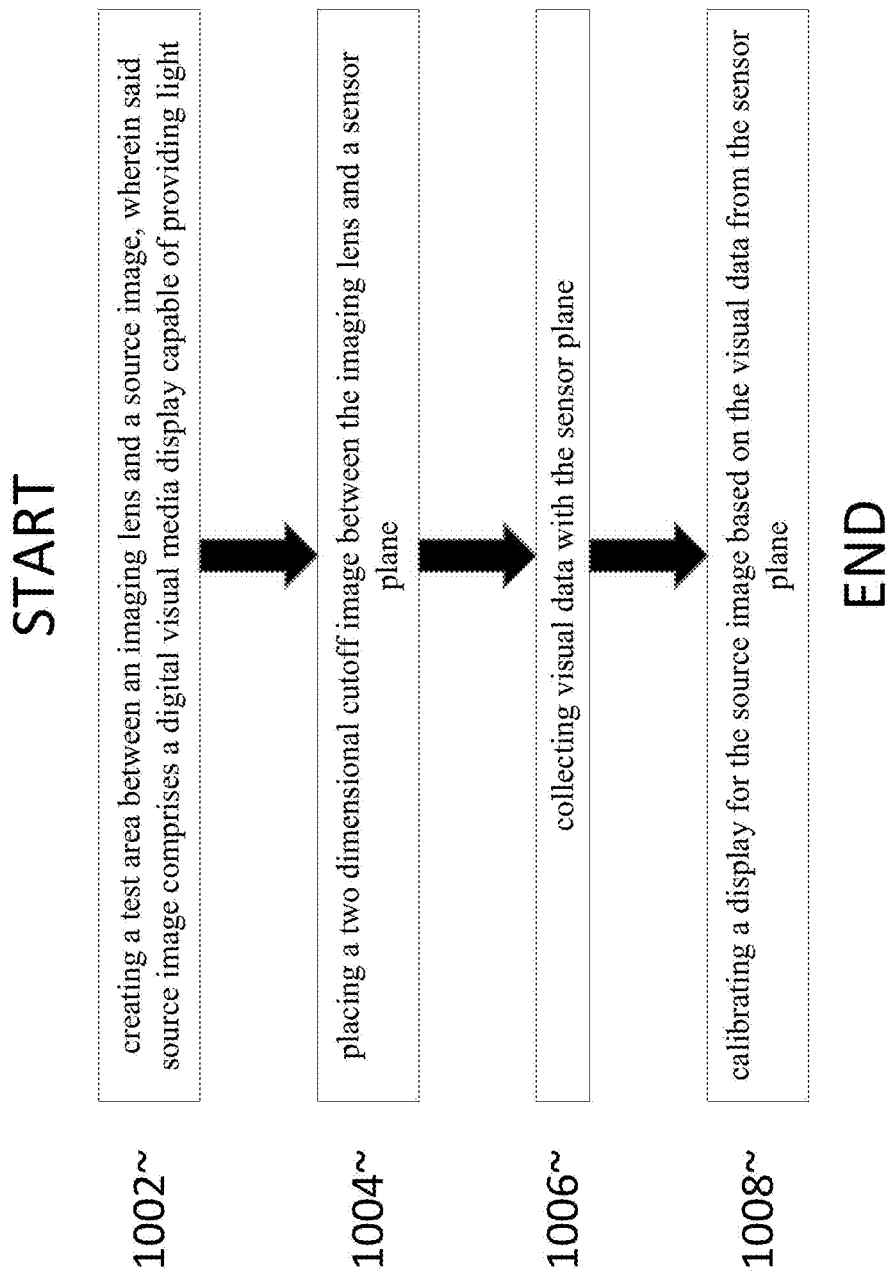 START
1002~
creating a test area between an imaging lens and a source image, wherein said
source image comprises a digital visual media display capable of providing light
1004~
placing a two dimensional cutoff image between the imaging lens and a sensor
plane
1006~
collecting visual data with the sensor plane
1008~
calibrating a display for the source image based on the visual data from the sensor
plane
END